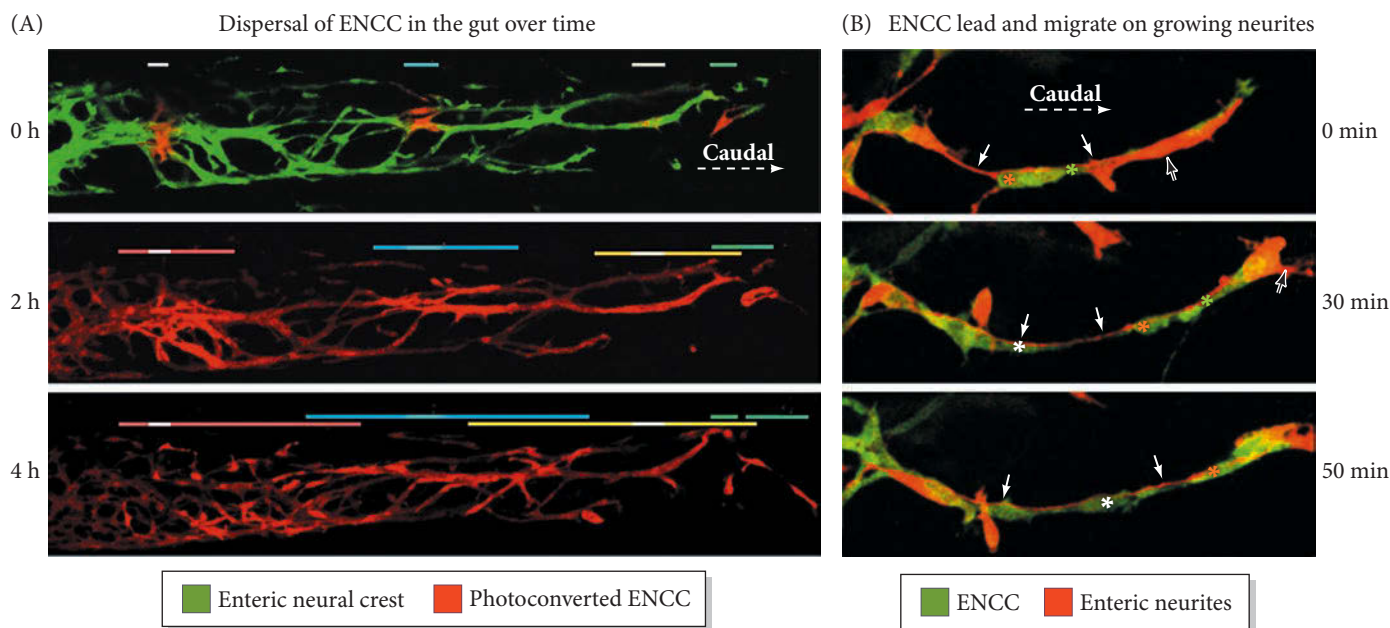 (A) Dispersal of ENCC in the gut over time
0 h
Caudal
2 h
4 h
Enteric neural crest
Photoconverted ENCC
(B) ENCC lead and migrate on growing neurites
Caudal
0 min
30 min
50 min
ENCC
Enteric neurites